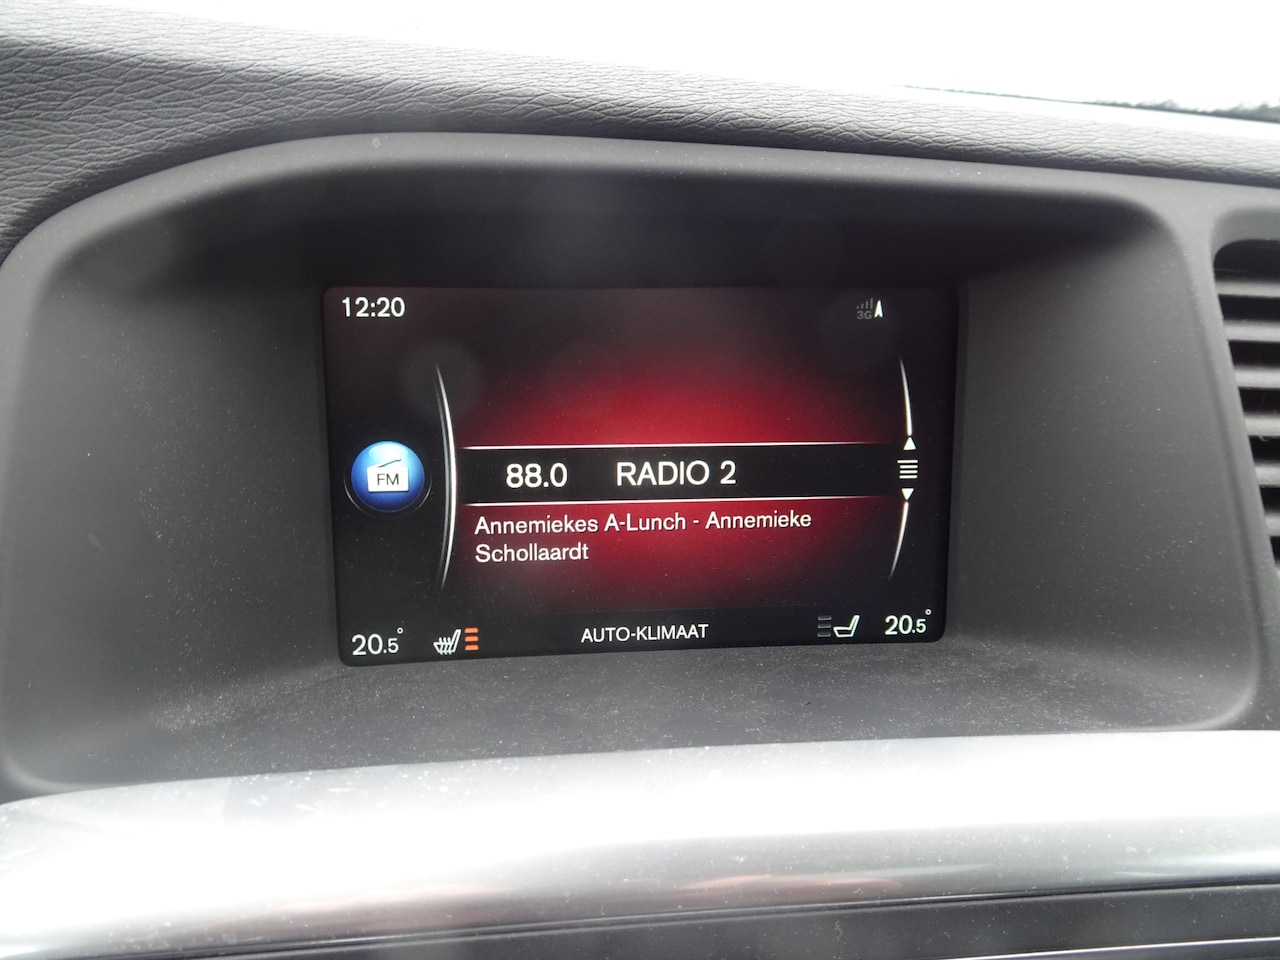 12:20
3G
FM
88.0 RADIO 2
Annemiekes A-Lunch - Annemieke
Schollaardt
20.5° AUTO-KLIMAAT 20.5°